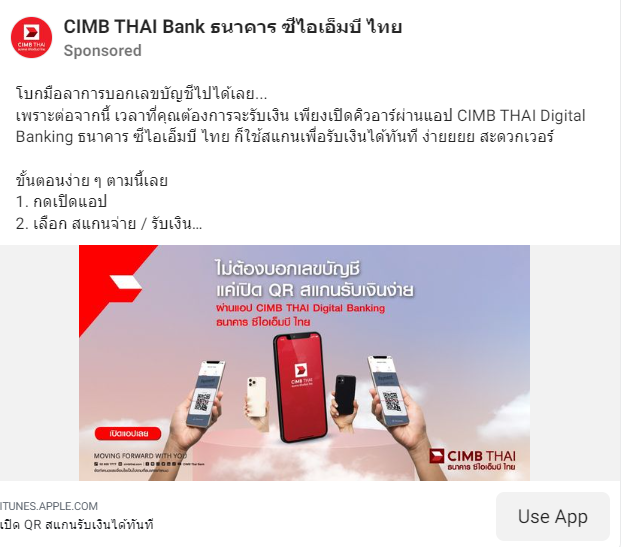 CIMB THAI Bank ธนาคาร ซีไอเอ็มบี ไทย
Sponsored
โบกมือลาการบอกเลขบัญชีไปได้เลย...
เพราะต่อจากนี้ เวลาที่คุณต้องการจะรับเงิน เพียงเปิดคิวอาร์ผ่านแอป CIMB THAI Digital
Banking ธนาคาร ซีไอเอ็มบี ไทย ก็ใช้สแกนเพื่อรับเงินได้ทันที ง่ายยยย สะดวกเวอร์
ขั้นตอนง่าย ๆ ตามนี้เลย
1. กดเปิดแอป
2. เลือก สแกนจ่าย / รับเงิน...
ไม่ต้องบอกเลขบัญชี
แค่เปิด QR สแกนรับเงินง่าย
ผ่านแอป CIMB THAI Digital Banking
ธนาคาร ซีไอเอ็มบี ไทย
CIMB THAI
เปิดแอปเลย
MOVING FORWARD WITH YOU
CIMB THAI
ธนาคาร ซีไอเอ็มบี ไทย
ITUNES.APPLE.COM
เปิด QR สแกนรับเงินได้ทันที
Use App